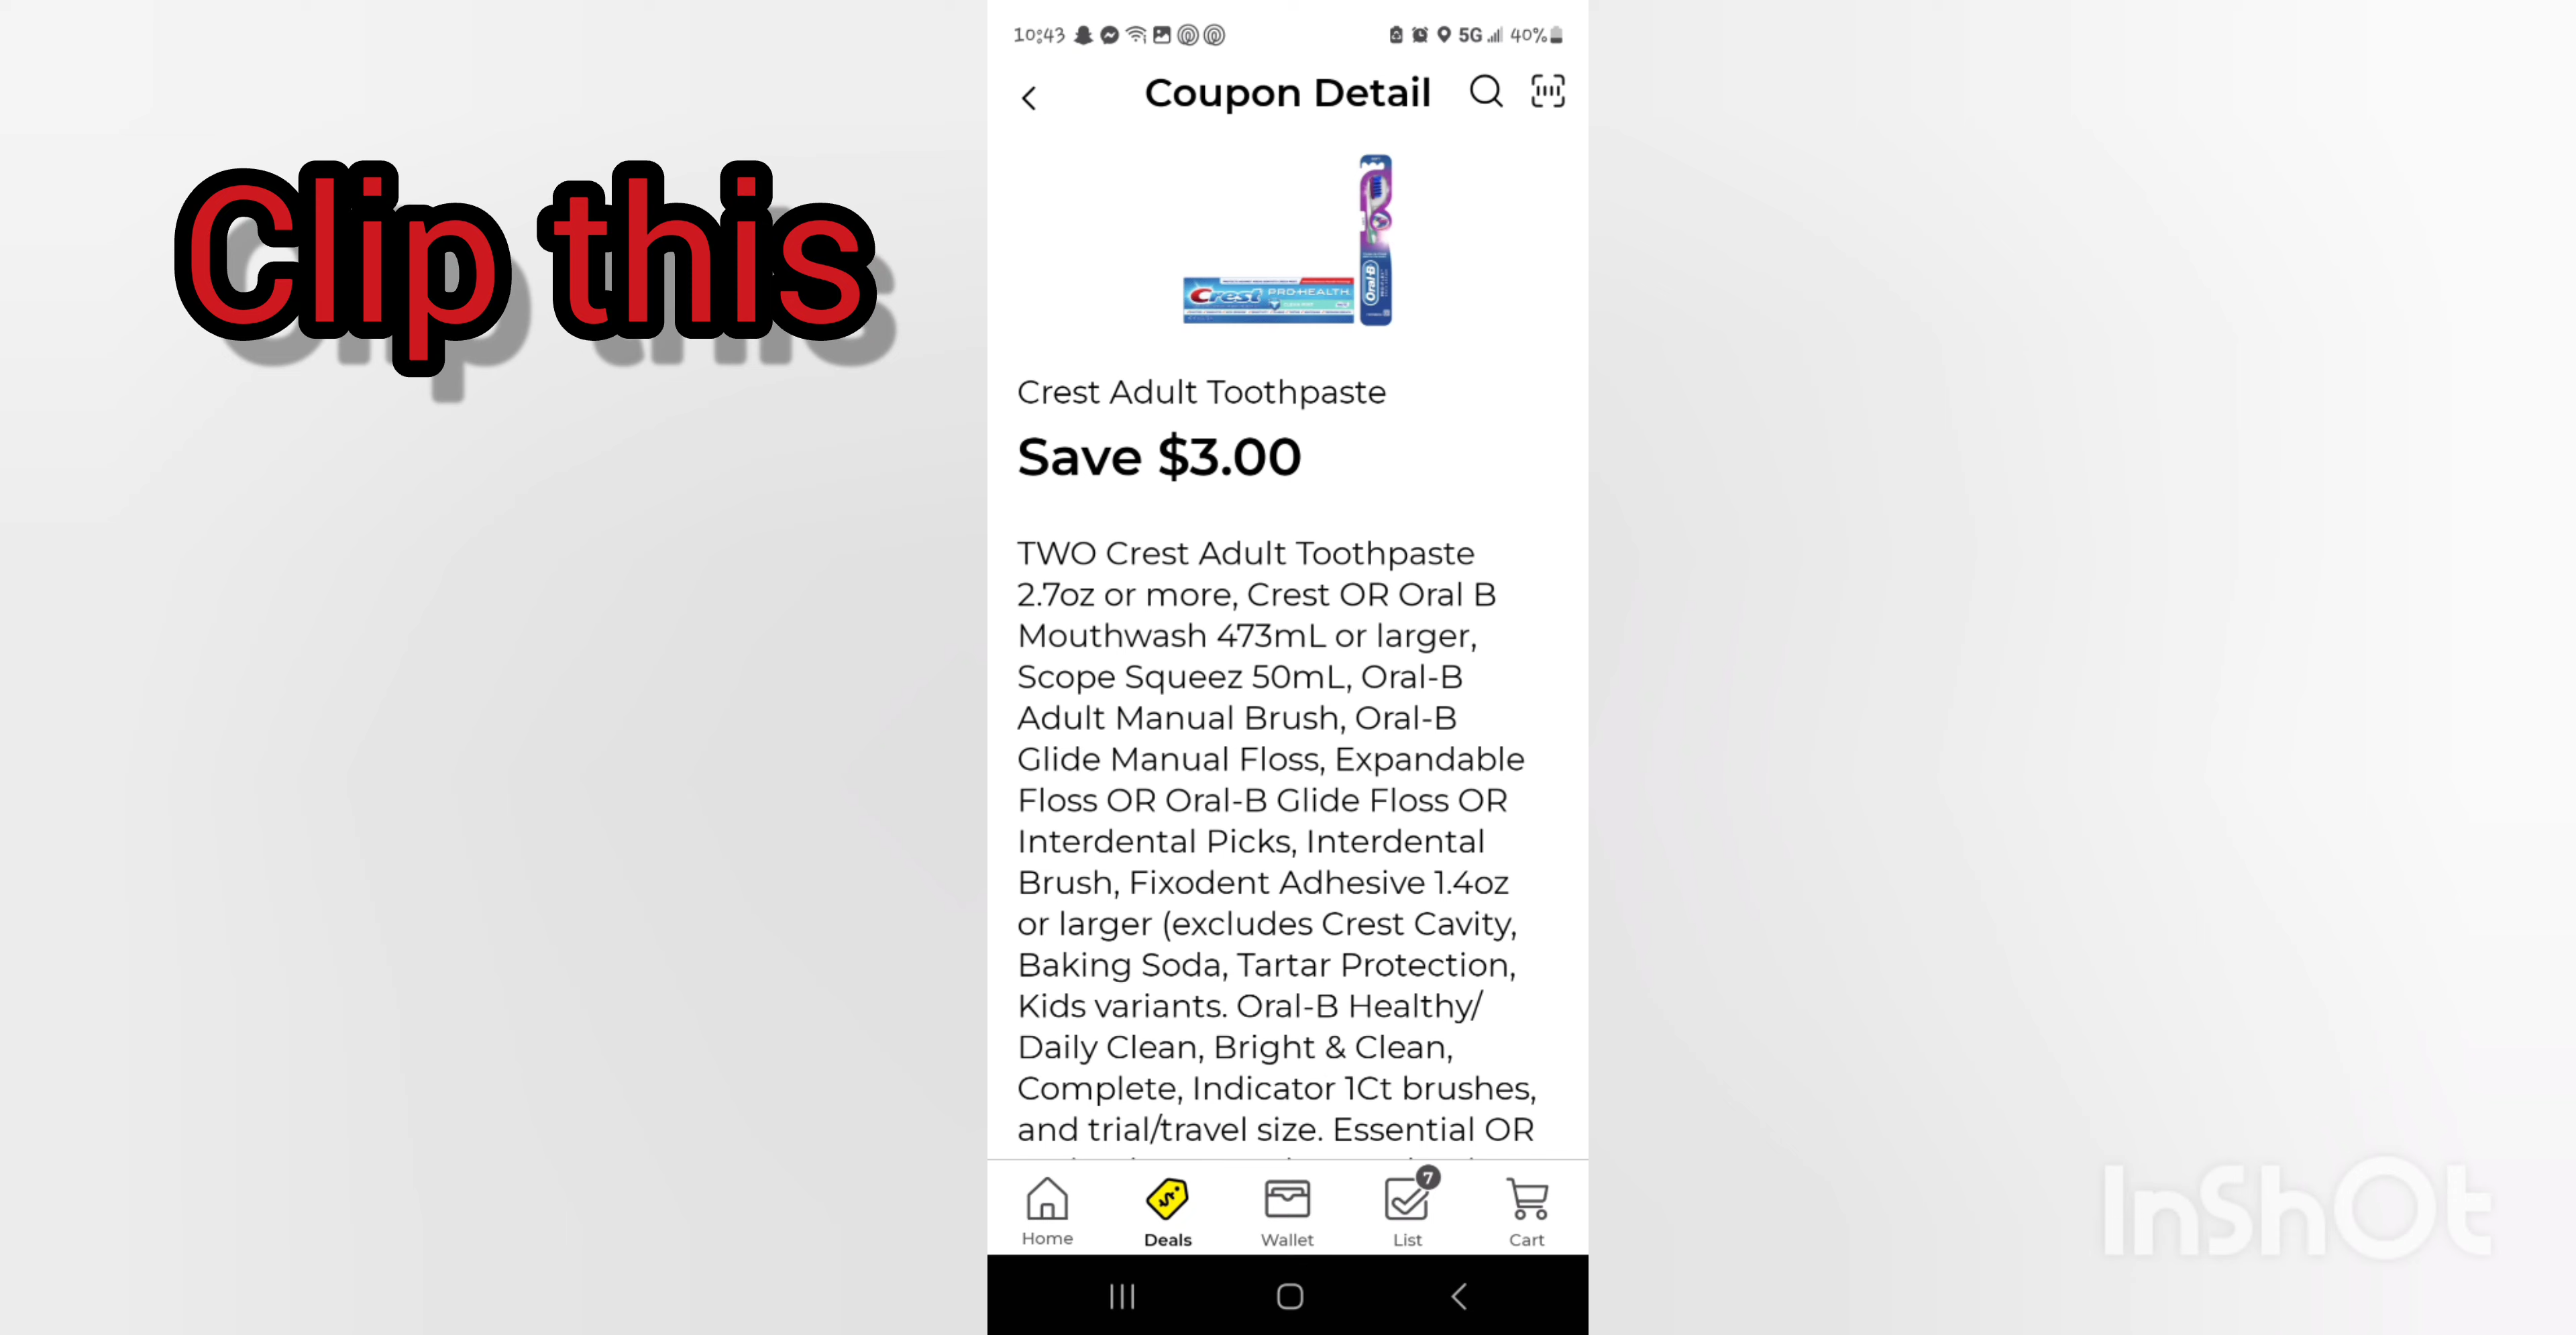 Clip this
10:43
5G 40%
Coupon Detail
Crest PRO-HEALTH
Oral-B
Crest Adult Toothpaste
Save $3.00
TWO Crest Adult Toothpaste
2.7oz or more, Crest OR Oral B
Mouthwash 473mL or larger,
Scope Squeez 50mL, Oral-B
Adult Manual Brush, Oral-B
Glide Manual Floss, Expandable
Floss OR Oral-B Glide Floss OR
Interdental Picks, Interdental
Brush, Fixodent Adhesive 1.4oz
or larger (excludes Crest Cavity,
Baking Soda, Tartar Protection,
Kids variants. Oral-B Healthy/
Daily Clean, Bright & Clean,
Complete, Indicator 1Ct brushes,
and trial/travel size. Essential OR
7
Home Deals Wallet List Cart
InShOt